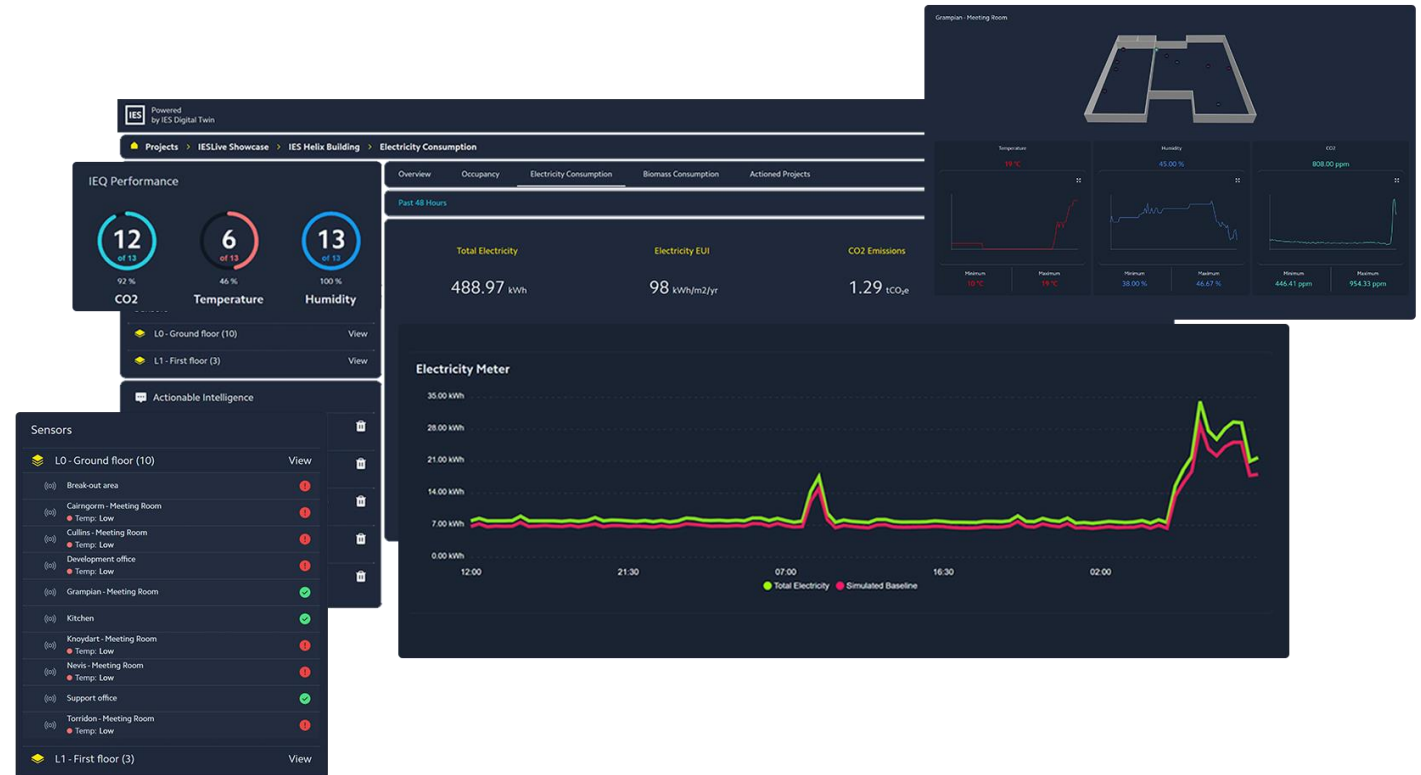 Grampian - Meeting Room
Temperature
19 °C
Humidity
45.00 %
CO2
808.00 ppm
Minimum
10 °C
Maximum
19 °C
Minimum
38.00 %
Maximum
46.67 %
Minimum
446.41 ppm
Maximum
954.33 ppm
IES
Powered
by IES Digital Twin
Projects > IESLive Showcase > IES Helix Building > Electricity Consumption
Overview
Occupancy
Electricity Consumption
Biomass Consumption
Actioned Projects
Past 48 Hours
Total Electricity
488.97 kWh
Electricity EUI
98 kWh/m2/yr
CO2 Emissions
1.29 tCO₂e
IEQ Performance
12
of 13
92 %
CO2
6
of 13
46 %
Temperature
13
of 13
100 %
Humidity
L0 - Ground floor (10) View
L1 - First floor (3) View
Actionable Intelligence
Electricity Meter
35.00 kWh
28.00 kWh
21.00 kWh
14.00 kWh
7.00 kWh
0.00 kWh
12:00 21:30 07:00 16:30 02:00
Total Electricity Simulated Baseline
Sensors
L0 - Ground floor (10) View
Break-out area
Cairngorm - Meeting Room
Temp: Low
Cullins - Meeting Room
Temp: Low
Development office
Temp: Low
Grampian - Meeting Room
Kitchen
Knoydart - Meeting Room
Temp: Low
Nevis - Meeting Room
Temp: Low
Support office
Torridon - Meeting Room
Temp: Low
L1 - First floor (3) View